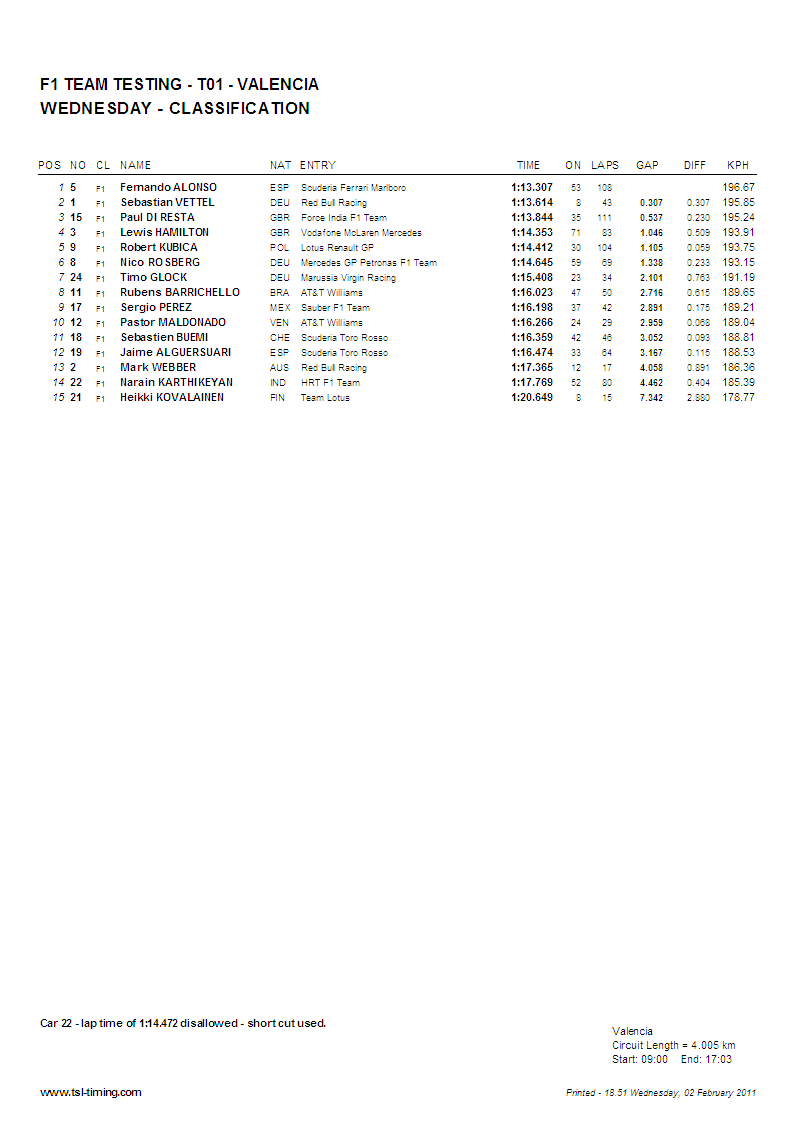 F1 TEAM TESTING - T01 - VALENCIA
WEDNESDAY - CLASSIFICATION
POS NO CL NAME NAT ENTRY TIME ON LAPS GAP DIFF KPH
1 5 F1 Fernando ALONSO ESP Scuderia Ferrari Marlboro 1:13.307 53 108 196.67
2 1 F1 Sebastian VETTEL DEU Red Bull Racing 1:13.614 8 43 0.307 0.307 195.85
3 15 F1 Paul DI RESTA GBR Force India F1 Team 1:13.844 35 111 0.537 0.230 195.24
4 3 F1 Lewis HAMILTON GBR Vodafone McLaren Mercedes 1:14.353 71 83 1.046 0.509 193.91
5 9 F1 Robert KUBICA POL Lotus Renault GP 1:14.412 30 104 1.105 0.059 193.75
6 8 F1 Nico ROSBERG DEU Mercedes GP Petronas F1 Team 1:14.645 59 69 1.338 0.233 193.15
7 24 F1 Timo GLOCK DEU Marussia Virgin Racing 1:15.408 23 34 2.101 0.763 191.19
8 11 F1 Rubens BARRICHELLO BRA AT&T Williams 1:16.023 47 50 2.716 0.615 189.65
9 17 F1 Sergio PEREZ MEX Sauber F1 Team 1:16.198 37 42 2.891 0.175 189.21
10 12 F1 Pastor MALDONADO VEN AT&T Williams 1:16.266 24 29 2.959 0.068 189.04
11 18 F1 Sebastien BUEMI CHE Scuderia Toro Rosso 1:16.359 42 46 3.052 0.093 188.81
12 19 F1 Jaime ALGUERSUARI ESP Scuderia Toro Rosso 1:16.474 33 64 3.167 0.115 188.53
13 2 F1 Mark WEBBER AUS Red Bull Racing 1:17.365 12 17 4.058 0.891 186.36
14 22 F1 Narain KARTHIKEYAN IND HRT F1 Team 1:17.769 52 80 4.462 0.404 185.39
15 21 F1 Heikki KOVALAINEN FIN Team Lotus 1:20.649 8 15 7.342 2.880 178.77
Car 22 - lap time of 1:14.472 disallowed - short cut used.
Valencia
Circuit Length = 4.005 km
Start: 09:00 End: 17:03
www.tsl-timing.com
Printed - 18.51 Wednesday, 02 February 2011